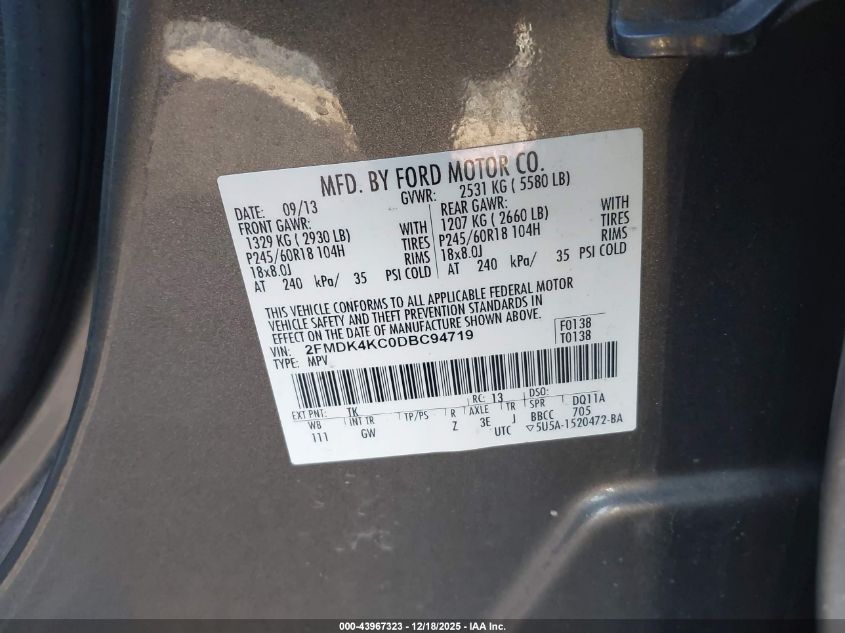 MFD. BY FORD MOTOR CO.
DATE: 09/13 GVWR: 2531 KG ( 5580 LB)
FRONT GAWR: REAR GAWR:
1329 KG ( 2930 LB) WITH 1207 KG ( 2660 LB) WITH
P245/60R18 104H TIRES P245/60R18 104H TIRES
18x8.0J RIMS 18x8.0J RIMS
AT 240 kPa/ 35 PSI COLD AT 240 kPa/ 35 PSI COLD
THIS VEHICLE CONFORMS TO ALL APPLICABLE FEDERAL MOTOR
VEHICLE SAFETY AND THEFT PREVENTION STANDARDS IN
EFFECT ON THE DATE OF MANUFACTURE SHOWN ABOVE.
VIN: 2FMDK4KC0DBC94719 F0138
TYPE: MPV T0138
EXT PNT: TK RC: 13 DSO:
WB INT TR TP/PS R AXLE TR SPR DQ11A
111 GW Z 3E J BBCC 705
UTC ▽5U5A-1520472-BA
000-43967323 - 12/18/2025 - IAA Inc.